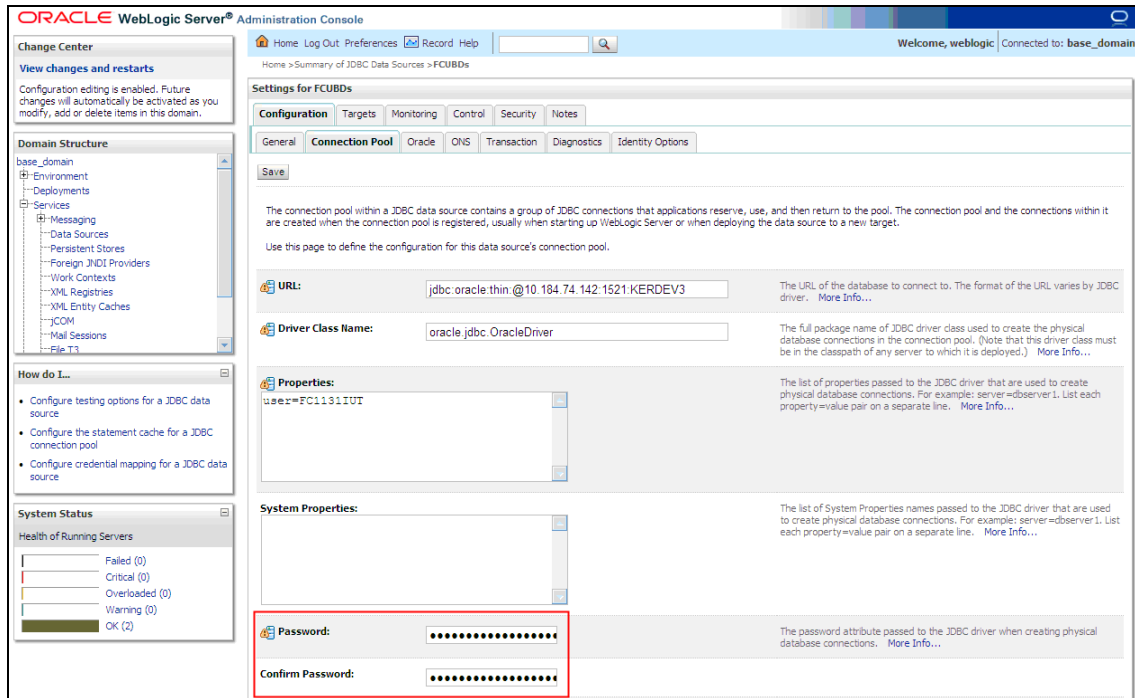 ORACLE WebLogic Server® Administration Console
Change Center
View changes and restarts
Configuration editing is enabled. Future
changes will automatically be activated as you
modify, add or delete items in this domain.
Domain Structure
base_domain
Environment
Deployments
Services
Messaging
Data Sources
Persistent Stores
Foreign JNDI Providers
Work Contexts
XML Registries
XML Entity Caches
jCOM
Mail Sessions
File T3
How do I...
Configure testing options for a JDBC data
source
Configure the statement cache for a JDBC
connection pool
Configure credential mapping for a JDBC data
source
System Status
Health of Running Servers
Failed (0)
Critical (0)
Overloaded (0)
Warning (0)
OK (2)
Home Log Out Preferences Record Help
Welcome, weblogic Connected to: base_domain
Home >Summary of JDBC Data Sources >FCUBDs
Settings for FCUBDs
Configuration Targets Monitoring Control Security Notes
General Connection Pool Oracle ONS Transaction Diagnostics Identity Options
Save
The connection pool within a JDBC data source contains a group of JDBC connections that applications reserve, use, and then return to the pool. The connection pool and the connections within it
are created when the connection pool is registered, usually when starting up WebLogic Server or when deploying the data source to a new target.
Use this page to define the configuration for this data source's connection pool.
URL: jdbc:oracle:thin:@10.184.74.142:1521:KERDEV3
The URL of the database to connect to. The format of the URL varies by JDBC
driver. More Info...
Driver Class Name: oracle.jdbc.OracleDriver
The full package name of JDBC driver class used to create the physical
database connections in the connection pool. (Note that this driver class must
be in the classpath of any server to which it is deployed.) More Info...
Properties:
user=FC1131IUT
The list of properties passed to the JDBC driver that are used to create
physical database connections. For example: server=dbserver1. List each
property=value pair on a separate line. More Info...
System Properties:
The list of System Properties names passed to the JDBC driver that are used
to create physical database connections. For example: server=dbserver1. List
each property=value pair on a separate line. More Info...
Password: ●●●●●●●●●●●●●●●●●●
The password attribute passed to the JDBC driver when creating physical
database connections. More Info...
Confirm Password: ●●●●●●●●●●●●●●●●●●